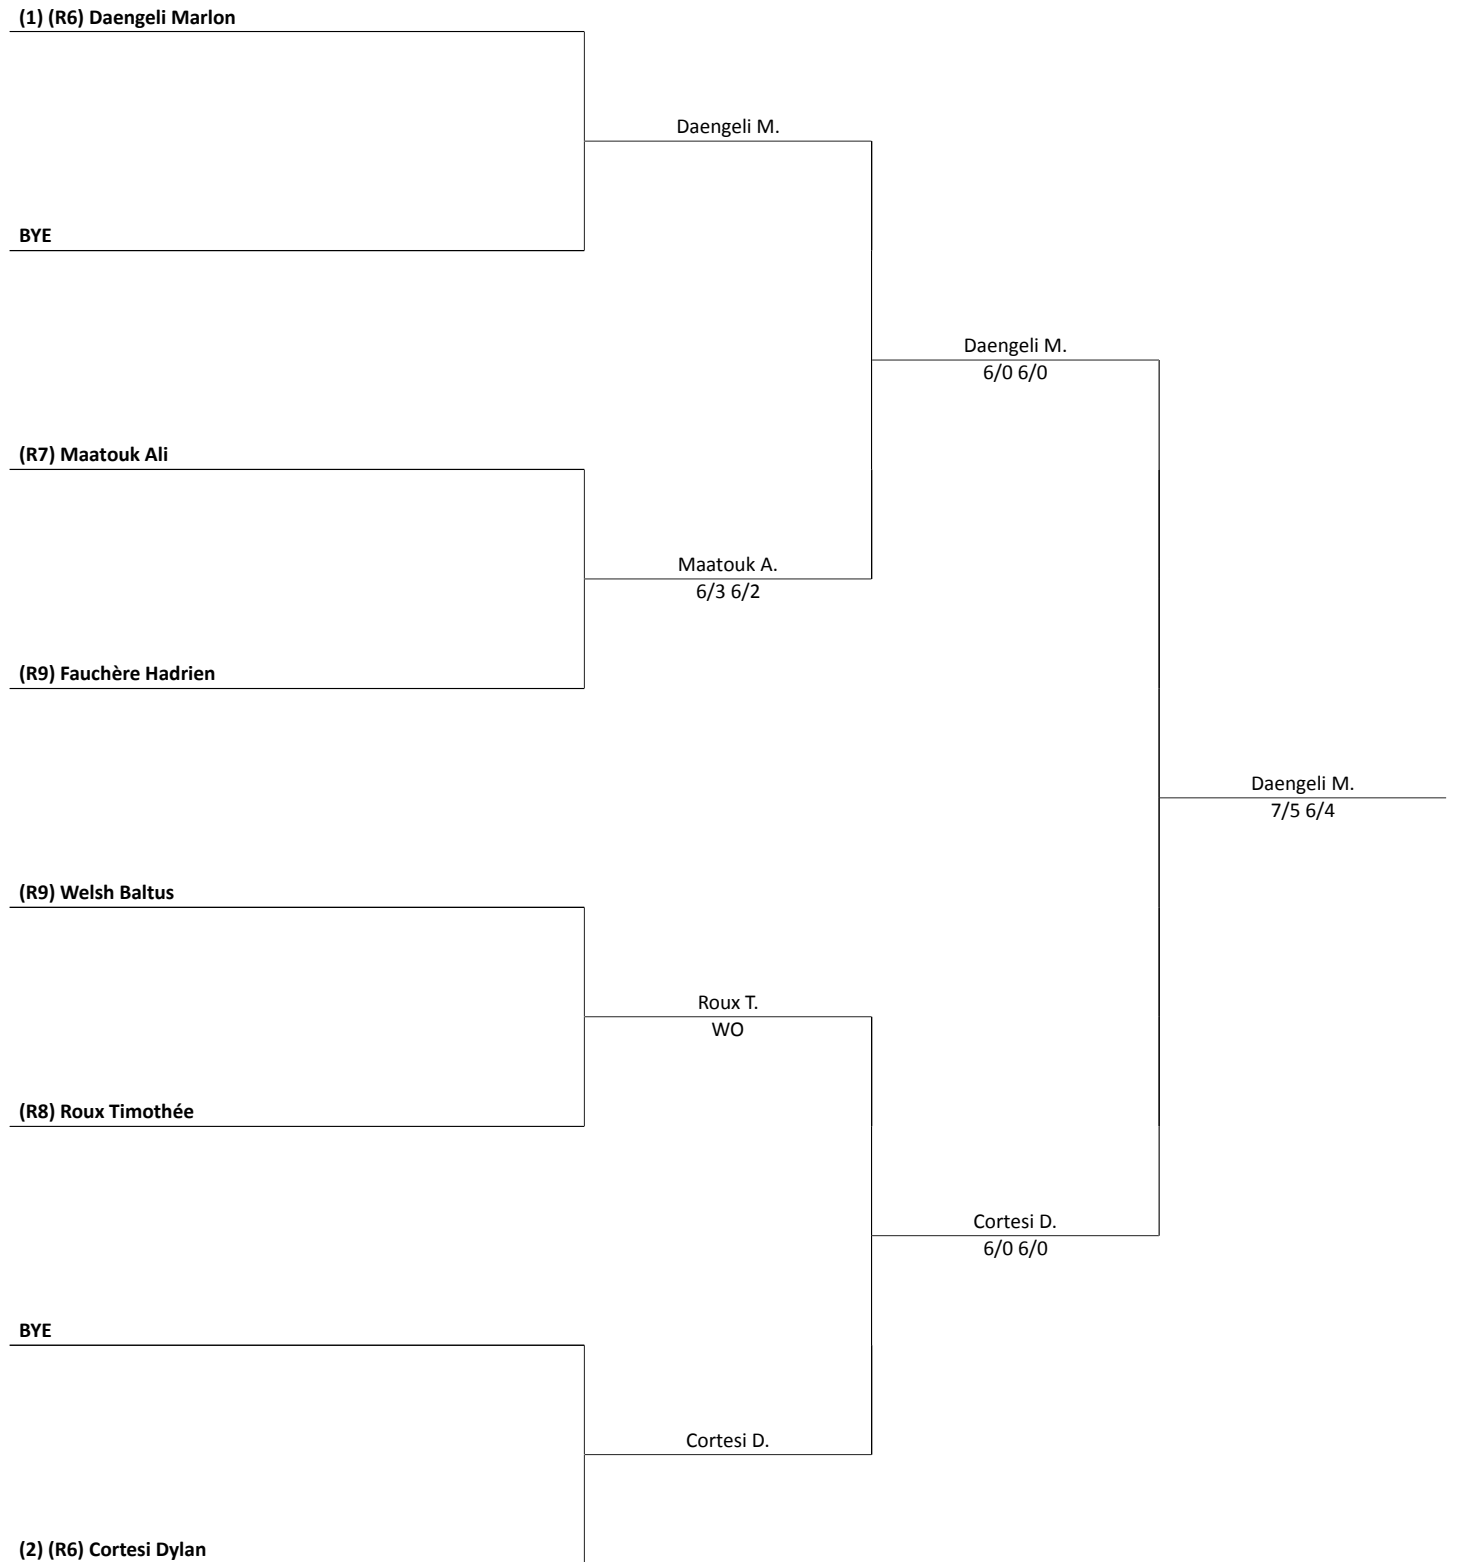 (1) (R6) Daengeli Marlon
Daengeli M.
BYE
Daengeli M.
6/0 6/0
(R7) Maatouk Ali
Maatouk A.
6/3 6/2
(R9) Fauchère Hadrien
Daengeli M.
7/5 6/4
(R9) Welsh Baltus
Roux T.
WO
(R8) Roux Timothée
Cortesi D.
6/0 6/0
BYE
Cortesi D.
(2) (R6) Cortesi Dylan